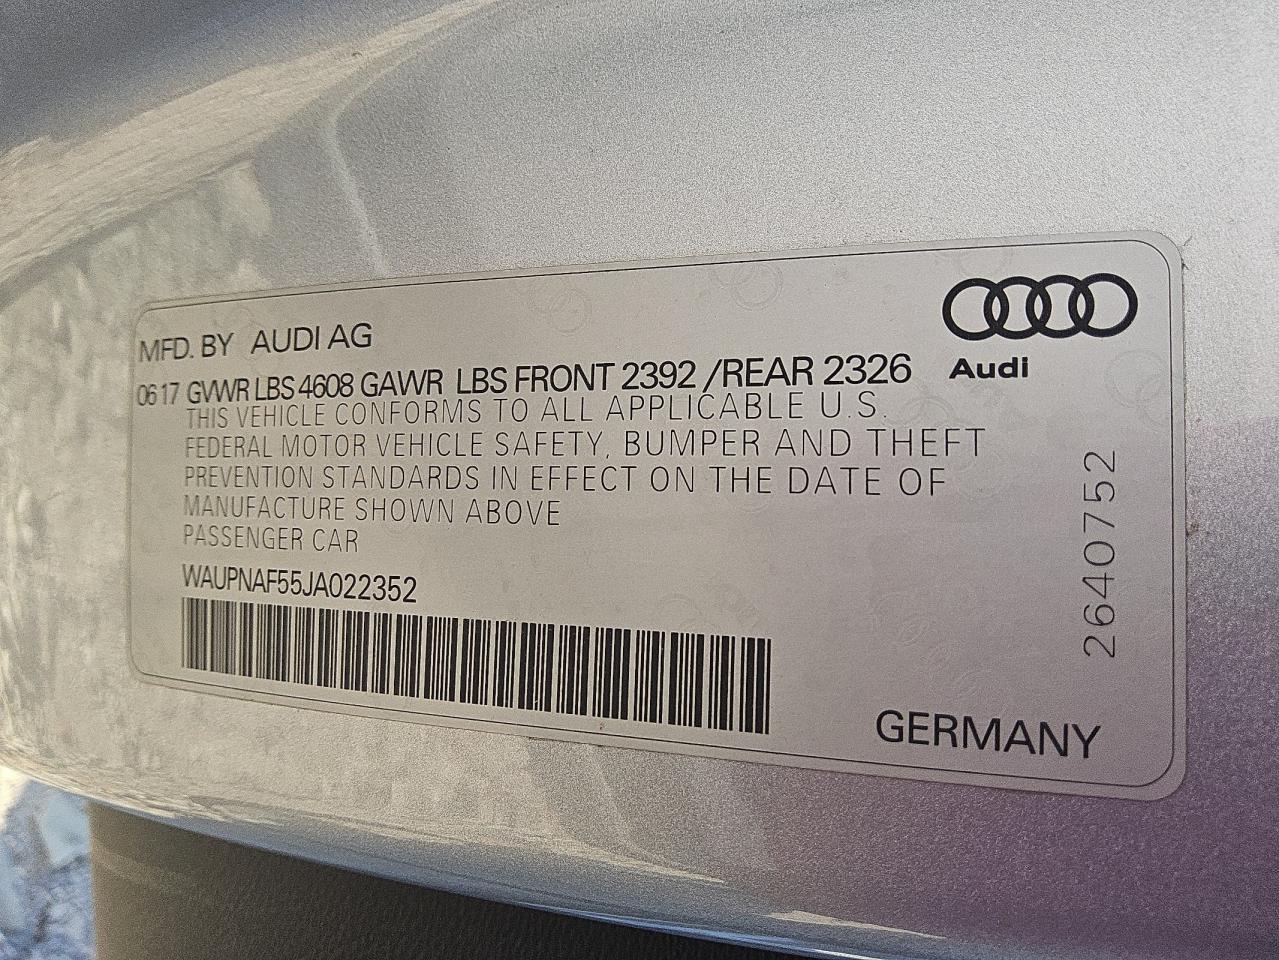 MFD. BY AUDI AG
Audi
06 17 GVWR LBS 4608 GAWR LBS FRONT 2392 /REAR 2326
THIS VEHICLE CONFORMS TO ALL APPLICABLE U.S.
FEDERAL MOTOR VEHICLE SAFETY, BUMPER AND THEFT
PREVENTION STANDARDS IN EFFECT ON THE DATE OF
MANUFACTURE SHOWN ABOVE
PASSENGER CAR
WAUPNAF55JA022352
2640752
GERMANY